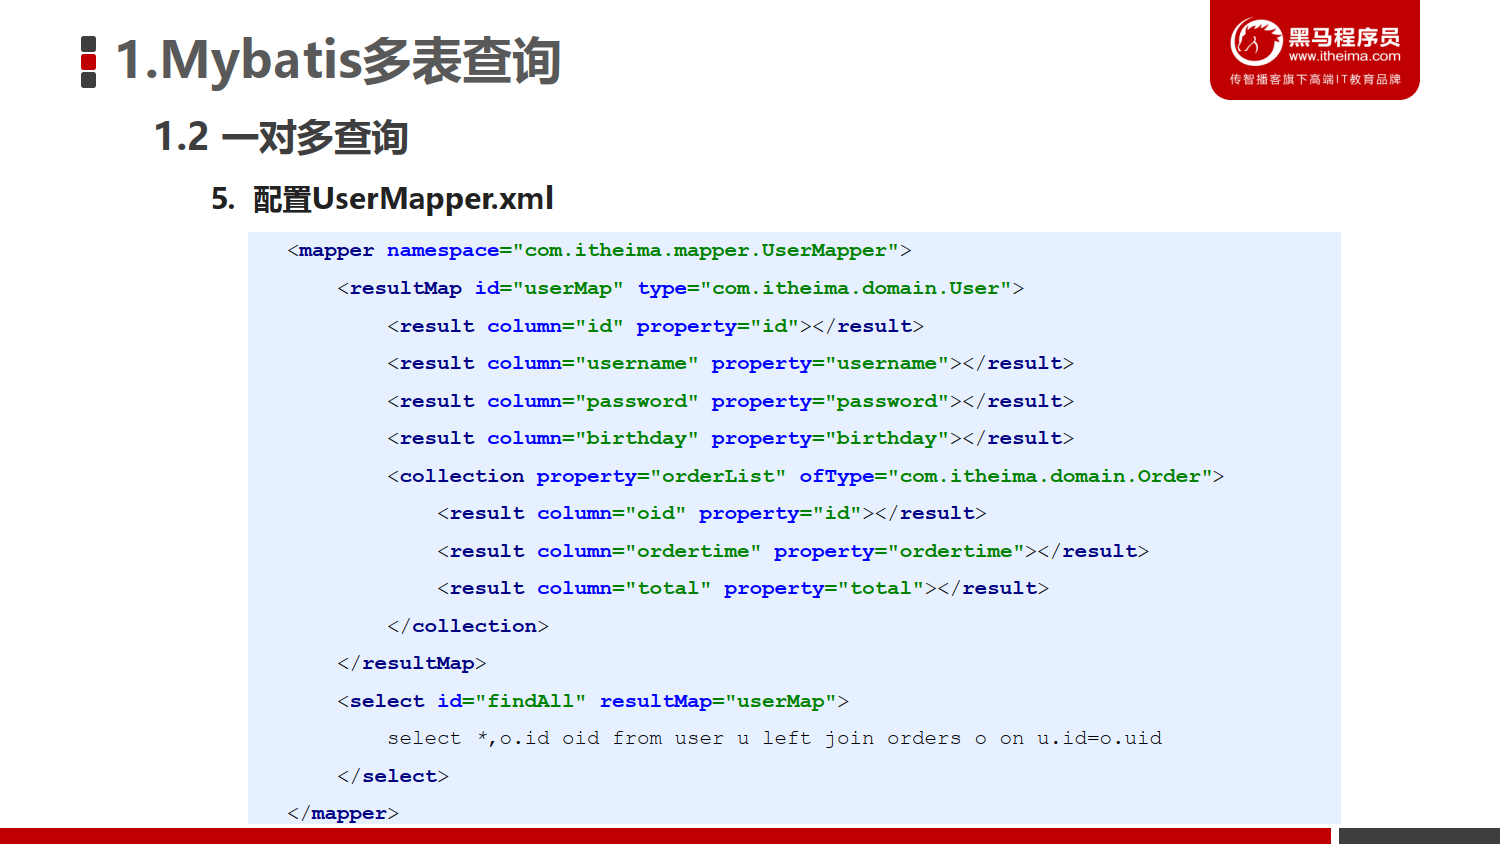 1.Mybatis多表查询
黑马程序员
www.itheima.com
传智播客旗下高端IT教育品牌
1.2 一对多查询
5. 配置UserMapper.xml
<mapper namespace="com.itheima.mapper.UserMapper">
    <resultMap id="userMap" type="com.itheima.domain.User">
        <result column="id" property="id"></result>
        <result column="username" property="username"></result>
        <result column="password" property="password"></result>
        <result column="birthday" property="birthday"></result>
        <collection property="orderList" ofType="com.itheima.domain.Order">
            <result column="oid" property="id"></result>
            <result column="ordertime" property="ordertime"></result>
            <result column="total" property="total"></result>
        </collection>
    </resultMap>
    <select id="findAll" resultMap="userMap">
        select *,o.id oid from user u left join orders o on u.id=o.uid
    </select>
</mapper>